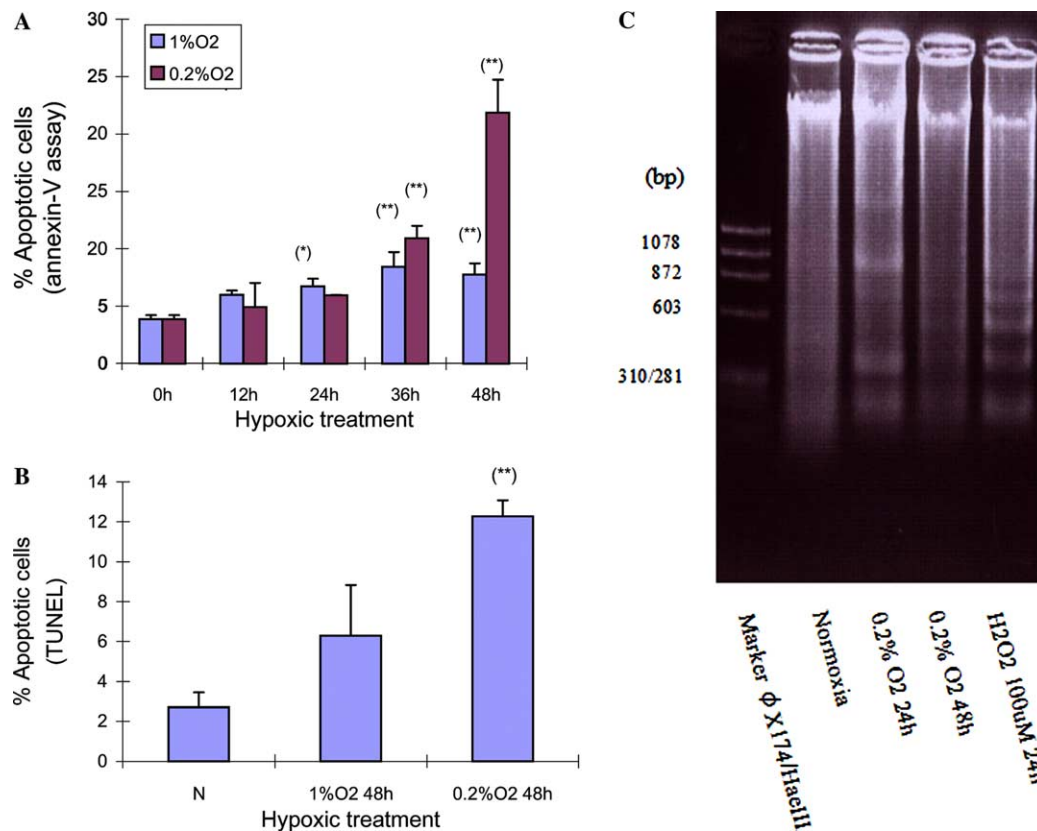 A
30
25
20
25
20
5
0
% Apoptotic cells
(annexin-V assay)
1%O2
0.2%O2
(*)
(**)
(**)
(**)
(**)
0h
12h
24h
36h
48h
Hypoxic treatment
B
14
12
10
8
6
4
2
0
% Apoptotic cells
(TUNEL)
(**)
N
1%O2 48h
0.2%O2 48h
Hypoxic treatment
C
(bp)
1078
872
603
310/281
Marker ϕ X174/HaeIII
Normoxia
0.2% O2 24h
0.2% O2 48h
H2O2 100uM 24h